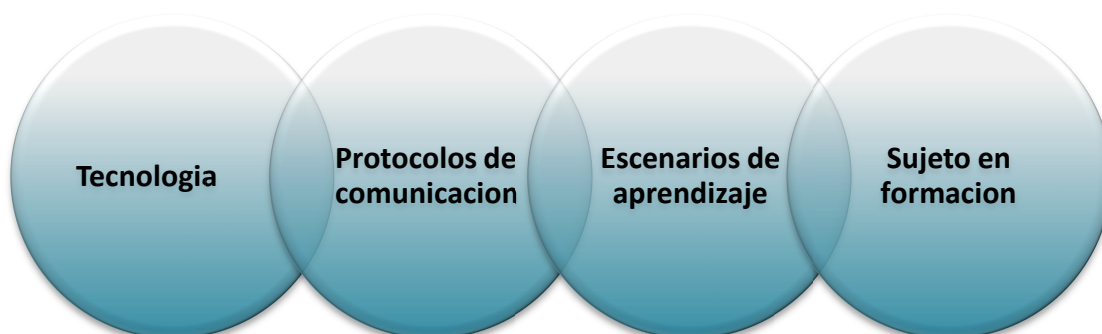 Tecnologia
Protocolos de
comunicacion
Escenarios de
aprendizaje
Sujeto en
formacion